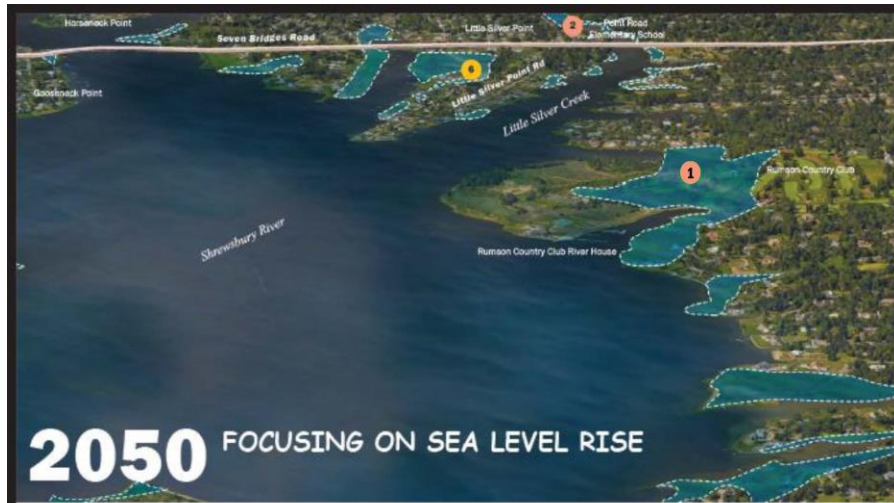 Horseneck Point
Seven Bridges Road
Little Silver Point
2
Point Road
Elementary School
Gooseneck Point
6
Little Silver Point Rd
Little Silver Creek
1
Rumson Country Club
Shrewsbury River
Rumson Country Club River House
2050 FOCUSING ON SEA LEVEL RISE